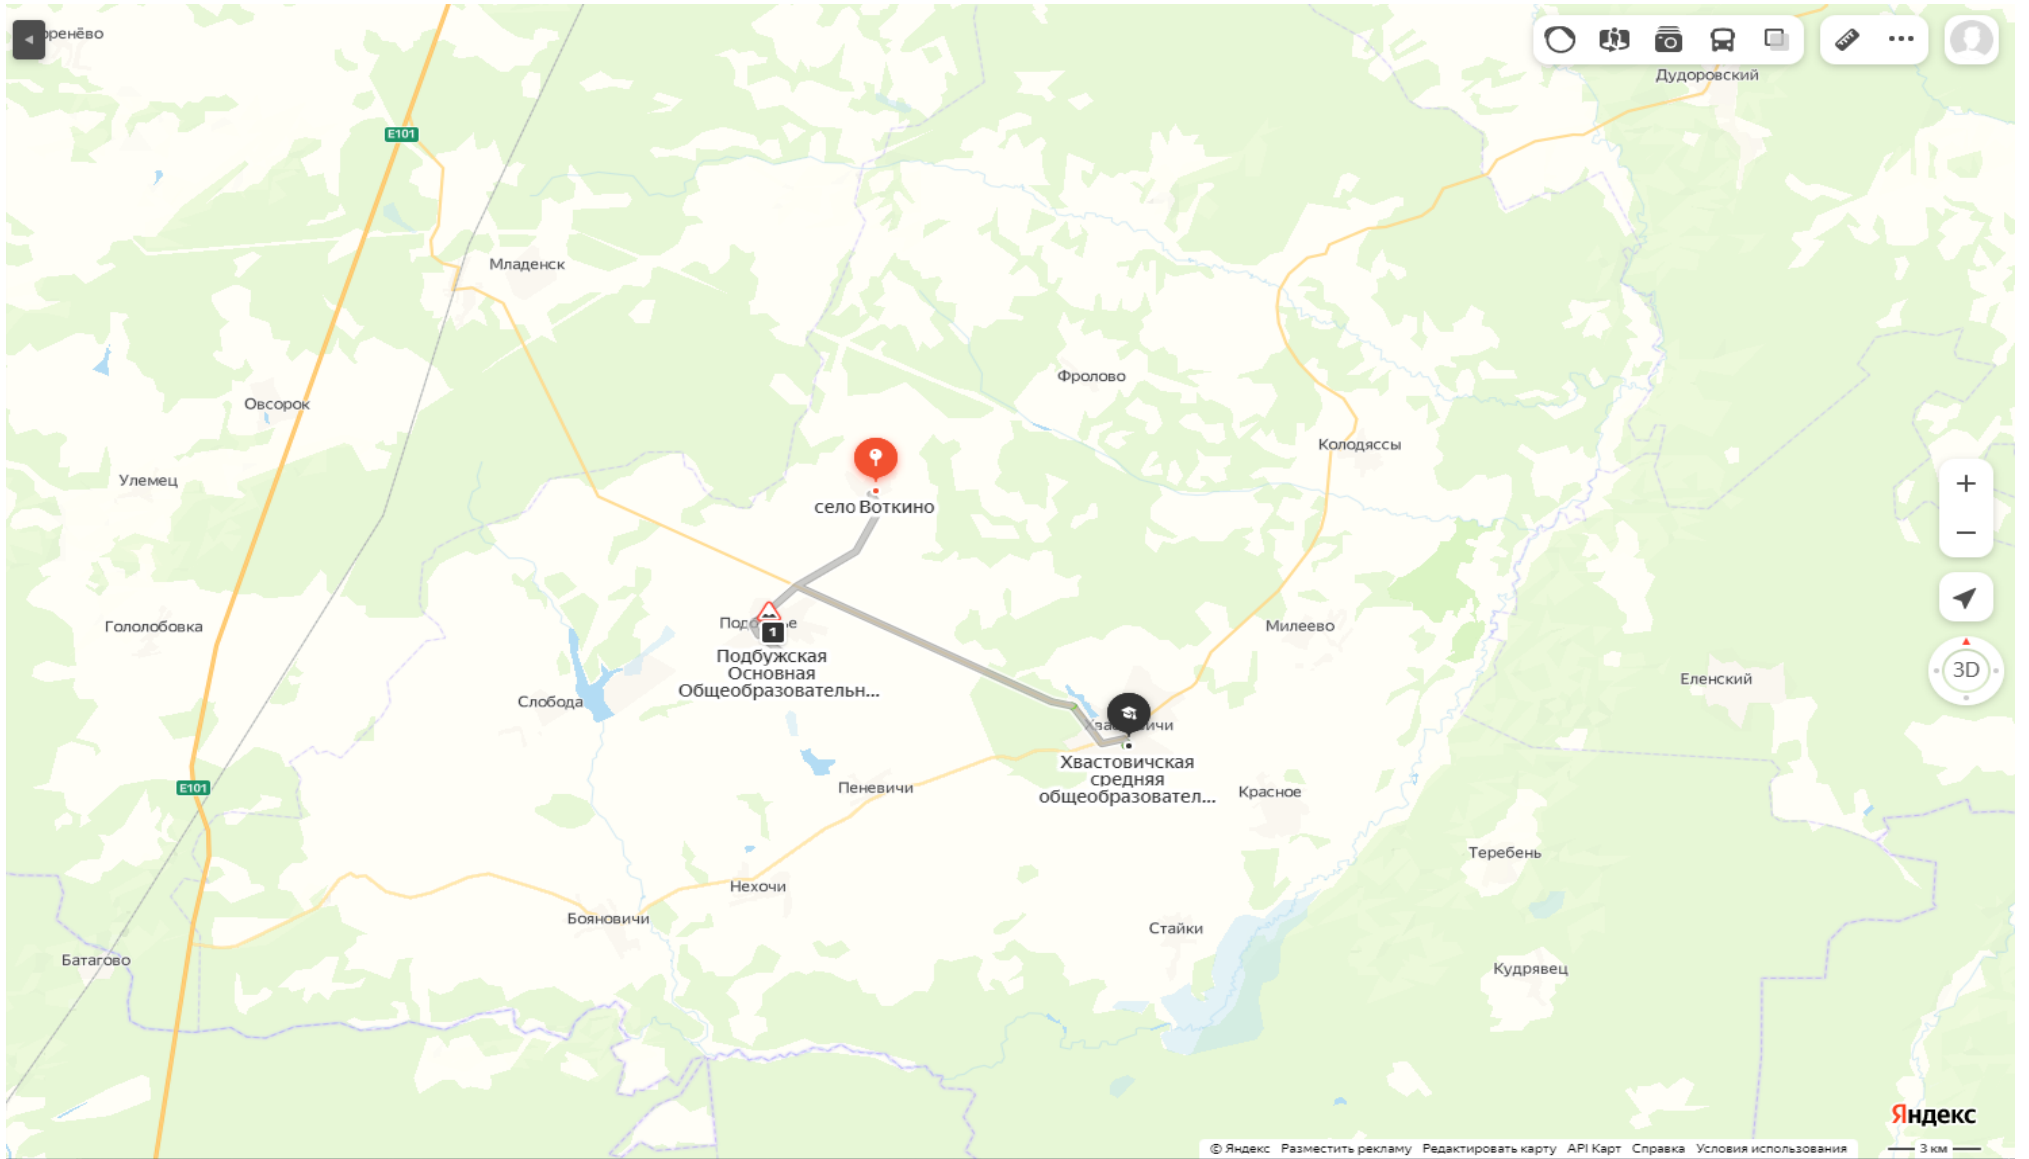 E101
Дудоровский
Младенск
Фролово
Овсорок
Колодяссы
Улемец
село Воткино
Гололобовка
1
Милеево
Подбужская
Основная
Общеобразовательн...
3D
Еленский
Слобода
E101
Пеневичи
Хвастовичская
средняя
общеобразовател...
Красное
Теребень
Нехочи
Бояновичи
Стайки
Батагово
Кудрявец
Яндекс
© Яндекс Разместить рекламу Редактировать карту API Карт Справка Условия использования
3 км